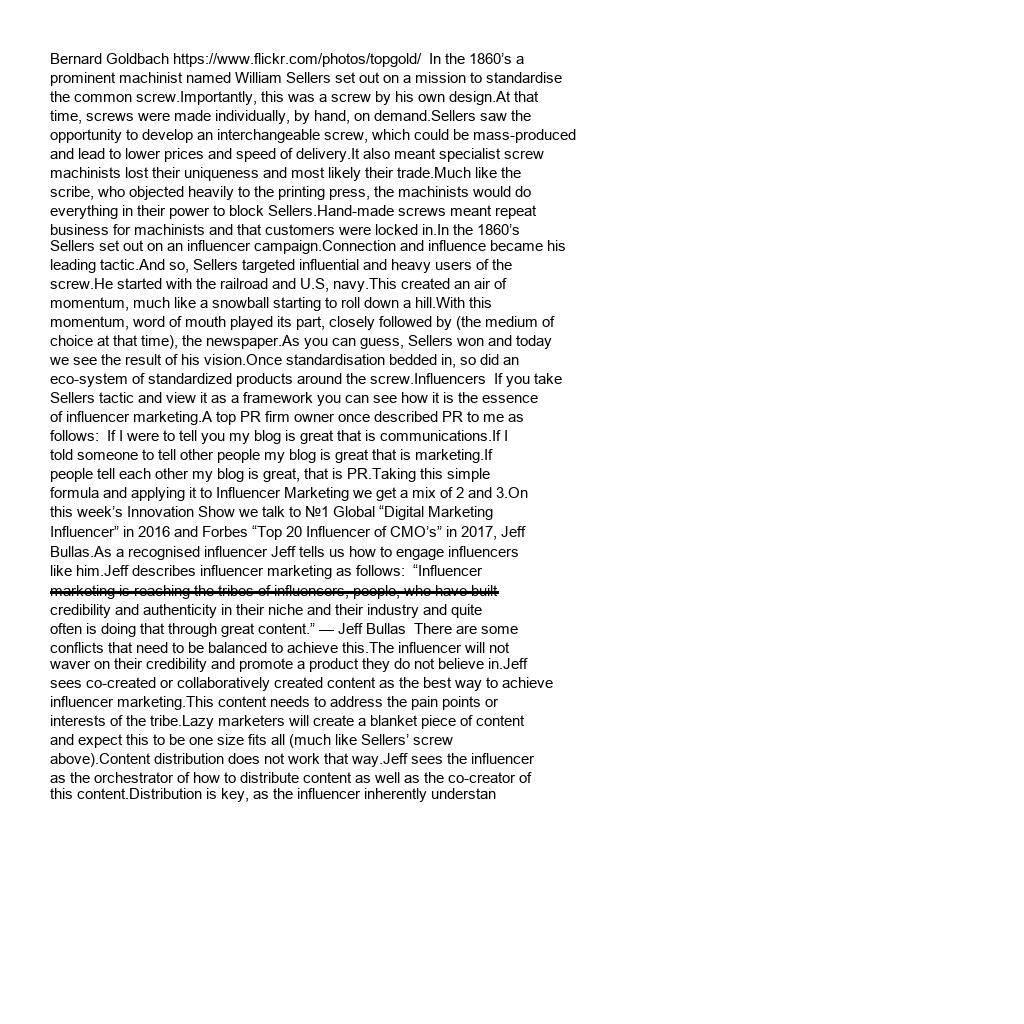 Bernard Goldbach https://www.flickr.com/photos/topgold/  In the 1860’s a
prominent machinist named William Sellers set out on a mission to standardise
the common screw.Importantly, this was a screw by his own design.At that
time, screws were made individually, by hand, on demand.Sellers saw the
opportunity to develop an interchangeable screw, which could be mass-produced
and lead to lower prices and speed of delivery.It also meant specialist screw
machinists lost their uniqueness and most likely their trade.Much like the
scribe, who objected heavily to the printing press, the machinists would do
everything in their power to block Sellers.Hand-made screws meant repeat
business for machinists and that customers were locked in.In the 1860’s
Sellers set out on an influencer campaign.Connection and influence became his
leading tactic.And so, Sellers targeted influential and heavy users of the
screw.He started with the railroad and U.S, navy.This created an air of
momentum, much like a snowball starting to roll down a hill.With this
momentum, word of mouth played its part, closely followed by (the medium of
choice at that time), the newspaper.As you can guess, Sellers won and today
we see the result of his vision.Once standardisation bedded in, so did an
eco-system of standardized products around the screw.Influencers  If you take
Sellers tactic and view it as a framework you can see how it is the essence
of influencer marketing.A top PR firm owner once described PR to me as
follows:  If I were to tell you my blog is great that is communications.If I
told someone to tell other people my blog is great that is marketing.If
people tell each other my blog is great, that is PR.Taking this simple
formula and applying it to Influencer Marketing we get a mix of 2 and 3.On
this week’s Innovation Show we talk to №1 Global “Digital Marketing
Influencer” in 2016 and Forbes “Top 20 Influencer of CMO’s” in 2017, Jeff
Bullas.As a recognised influencer Jeff tells us how to engage influencers
like him.Jeff describes influencer marketing as follows:  “Influencer
marketing is reaching the tribes of influencers, people, who have built
credibility and authenticity in their niche and their industry and quite
often is doing that through great content.” — Jeff Bullas  There are some
conflicts that need to be balanced to achieve this.The influencer will not
waver on their credibility and promote a product they do not believe in.Jeff
sees co-created or collaboratively created content as the best way to achieve
influencer marketing.This content needs to address the pain points or
interests of the tribe.Lazy marketers will create a blanket piece of content
and expect this to be one size fits all (much like Sellers’ screw
above).Content distribution does not work that way.Jeff sees the influencer
as the orchestrator of how to distribute content as well as the co-creator of
this content.Distribution is key, as the influencer inherently understan